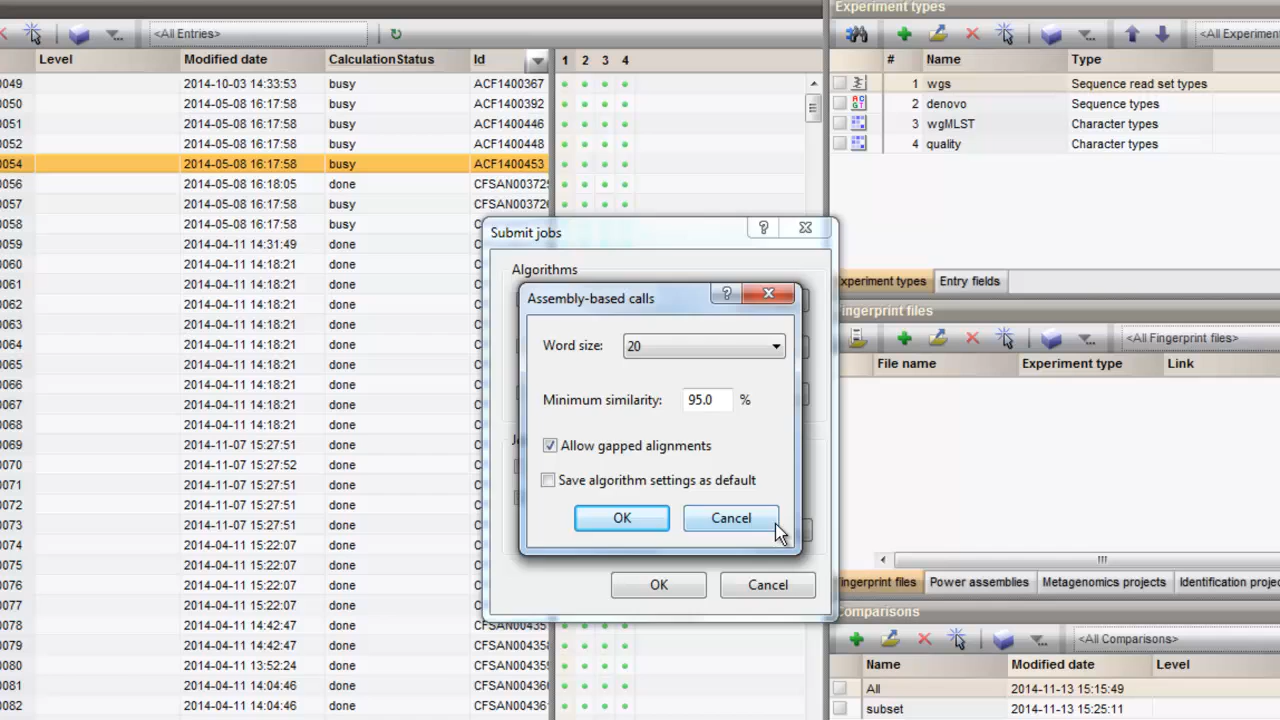 Experiment types
<All Entries>
<All Experiment
Level Modified date CalculationStatus Id 1 2 3 4
# Name Type
0049 2014-10-03 14:33:53 busy ACF1400367
0050 2014-05-08 16:17:58 busy ACF1400392
0051 2014-05-08 16:17:58 busy ACF1400446
0052 2014-05-08 16:17:58 busy ACF1400448
0054 2014-05-08 16:17:58 busy ACF1400453
0056 2014-05-08 16:18:05 done CFSAN003725
0057 2014-05-08 16:17:58 busy CFSAN003726
0058 2014-05-08 16:17:58 busy C
0059 2014-04-11 14:31:49 done C
0060 2014-04-11 14:18:21 done C
0061 2014-04-11 14:18:21 done C
0062 2014-04-11 14:18:21 done C
0063 2014-04-11 14:18:21 done C
0064 2014-04-11 14:18:21 done C
0065 2014-04-11 14:18:21 done C
0066 2014-04-11 14:18:21 done C
0067 2014-04-11 14:18:21 done C
0068 2014-04-11 14:18:21 done C
0069 2014-11-07 15:27:51 done C
0070 2014-11-07 15:27:52 done C
0071 2014-11-07 15:27:51 done C
0072 2014-11-07 15:27:51 done C
0073 2014-11-07 15:27:51 done C
0074 2014-04-11 15:22:07 done C
0075 2014-04-11 15:22:07 done C
0076 2014-04-11 15:22:07 done C
0077 2014-04-11 15:22:07 done C
0078 2014-04-11 14:42:47 done CFSAN00435
0079 2014-04-11 14:42:47 done CFSAN00435
0080 2014-04-11 13:52:24 done CFSAN00435
0081 2014-04-11 14:04:46 done CFSAN00436
0082 2014-04-11 14:04:46 done CFSAN00436
1 wgs Sequence read set types
2 denovo Sequence types
3 wgMLST Character types
4 quality Character types
Experiment types Entry fields
Submit jobs
Algorithms
Assembly-based calls
Word size: 20
Minimum similarity: 95.0 %
Allow gapped alignments
Save algorithm settings as default
OK Cancel
OK Cancel
Fingerprint files
<All Fingerprint files>
File name Experiment type Link
Fingerprint files Power assemblies Metagenomics projects Identification projec
Comparisons
<All Comparisons>
Name Modified date Level
All 2014-11-13 15:15:49
subset 2014-11-13 15:25:11